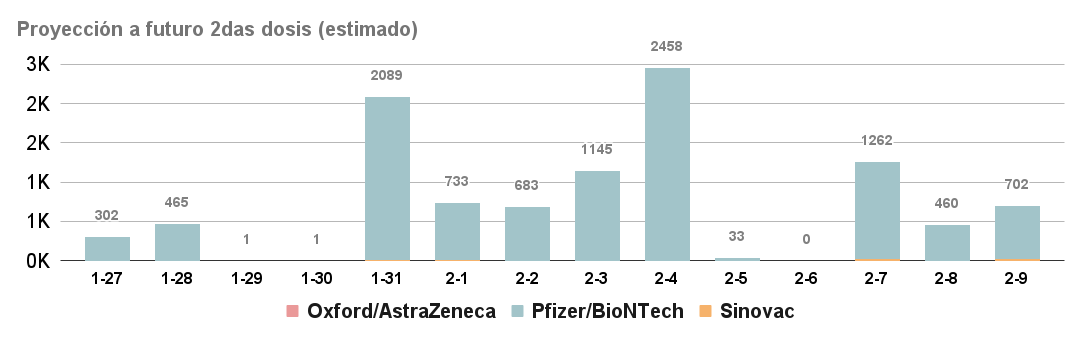 Proyección a futuro 2das dosis (estimado)
3K
2K
2K
1K
1K
0K
302
465
1
1
2089
733
683
1145
2458
33
0
1262
460
702
1-27 1-28 1-29 1-30 1-31 2-1 2-2 2-3 2-4 2-5 2-6 2-7 2-8 2-9
Oxford/AstraZeneca Pfizer/BioNTech Sinovac